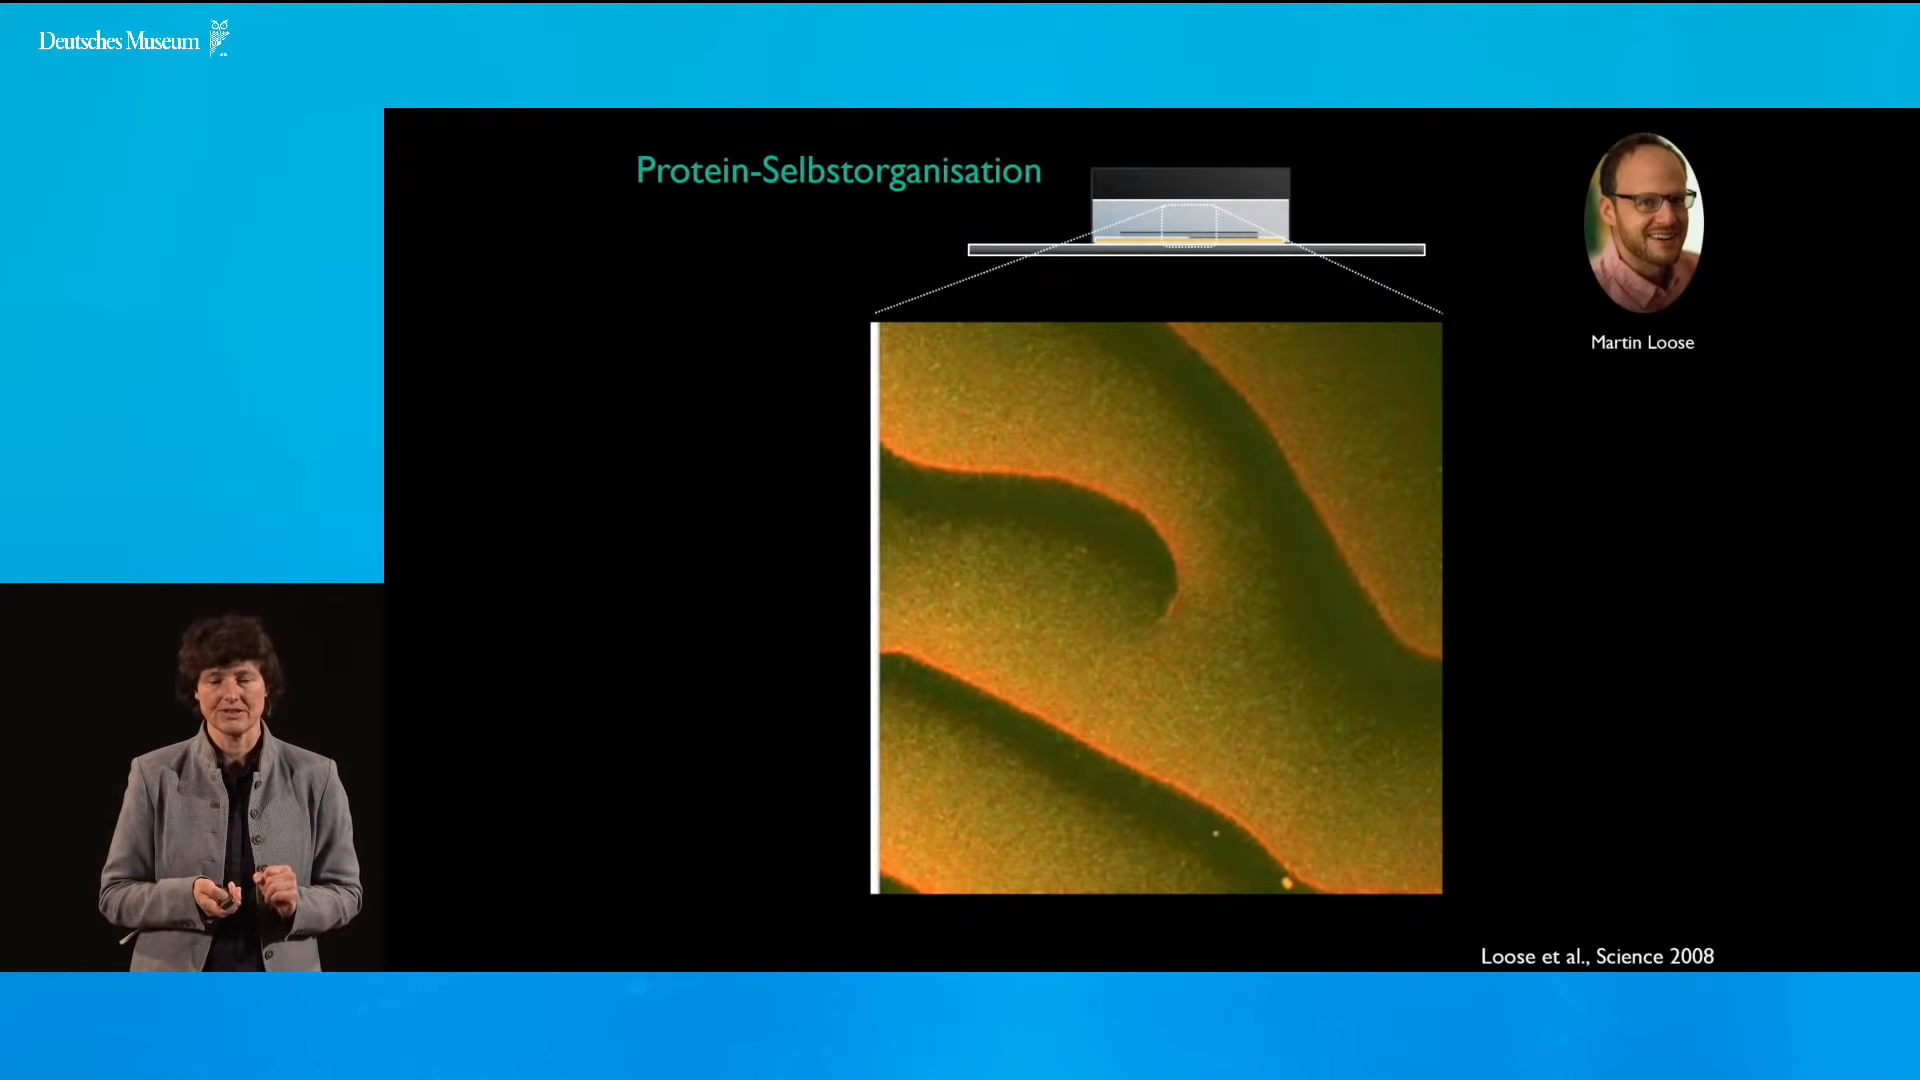 Deutsches Museum
Protein-Selbstorganisation
Martin Loose
Loose et al., Science 2008